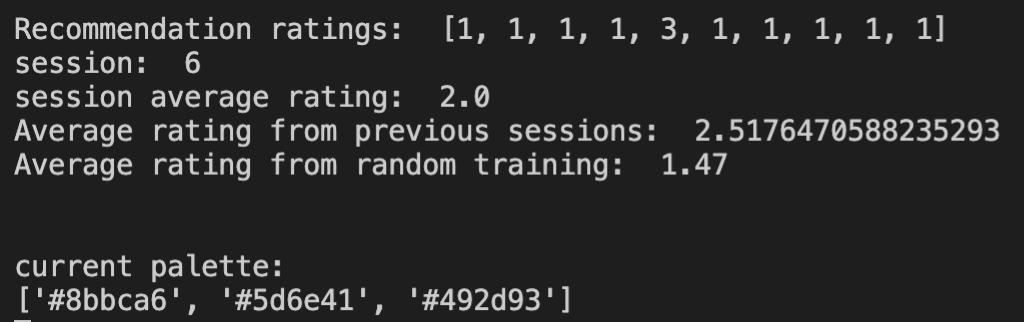 Recommendation ratings:  [1, 1, 1, 1, 3, 1, 1, 1, 1, 1]
session:  6
session average rating:  2.0
Average rating from previous sessions:  2.5176470588235293
Average rating from random training:  1.47
current palette:
['#8bbca6', '#5d6e41', '#492d93']